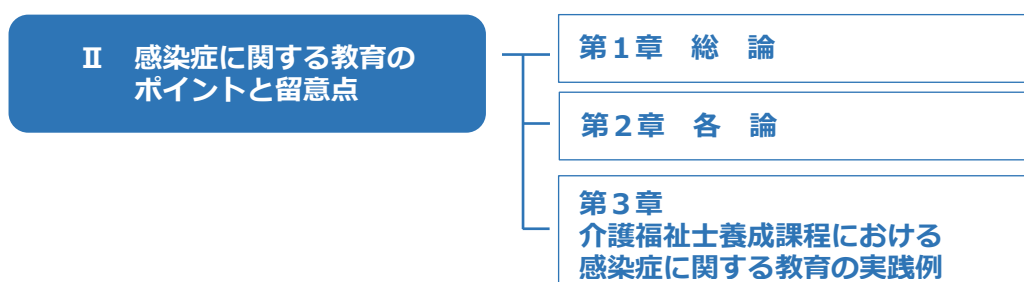 Ⅱ　感染症に関する教育の
ポイントと留意点
第１章　総　論
第２章　各　論
第３章
介護福祉士養成課程における
感染症に関する教育の実践例